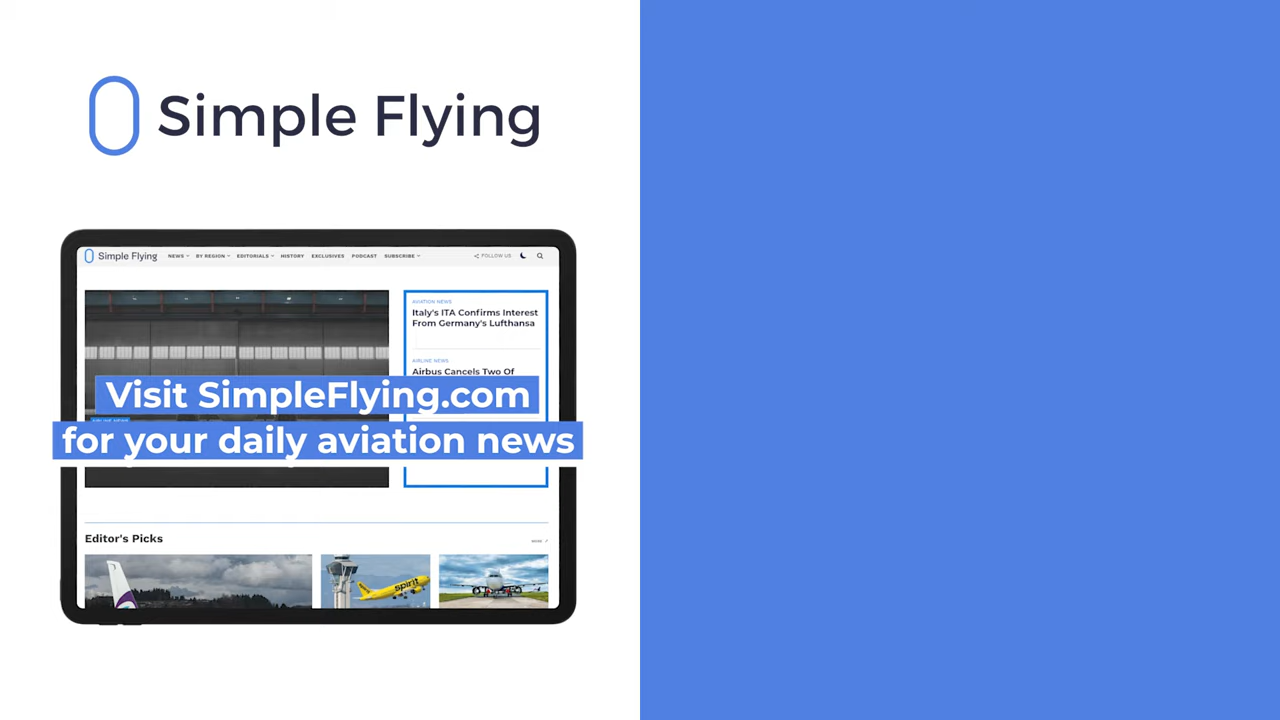 Simple Flying
Simple Flying
NEWS
BY REGION
EDITORIALS
HISTORY
EXCLUSIVES
PODCAST
SUBSCRIBE
FOLLOW US
AVIATION NEWS
Italy's ITA Confirms Interest
From Germany's Lufthansa
AIRLINE NEWS
Airbus Cancels Two Of
Visit SimpleFlying.com
for your daily aviation news
Editor's Picks
MORE
spirit